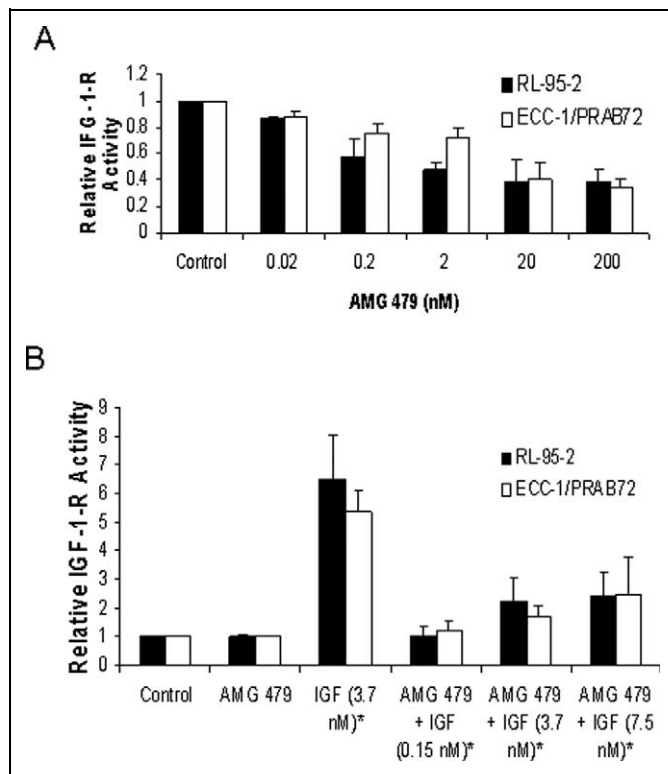 A
Relative IFG-1-R
Activity
1.2
1
0.8
0.6
0.4
0.2
0
RL-95-2
ECC-1/PRAB72
Control
0.02
0.2
2
20
200
AMG 479 (nM)
B
Relative IGF-1-R Activity
9
8
7
6
5
4
3
2
1
0
RL-95-2
ECC-1/PRAB72
Control
AMG 479
IGF (3.7
nM)*
AMG 479
+ IGF
(0.15 nM)*
AMG 479
+ IGF (3.7
nM)*
AMG 479
+ IGF (7.5
nM)*